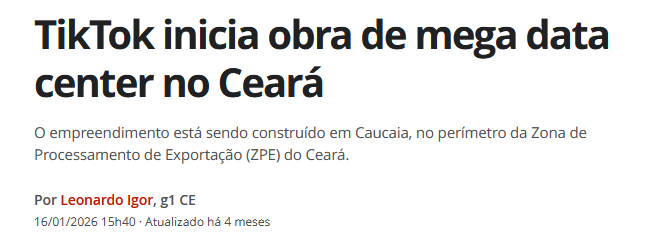 TikTok inicia obra de mega data
center no Ceará
O empreendimento está sendo construído em Caucaia, no perímetro da Zona de
Processamento de Exportação (ZPE) do Ceará.
Por Leonardo Igor, g1 CE
16/01/2026 15h40 · Atualizado há 4 meses